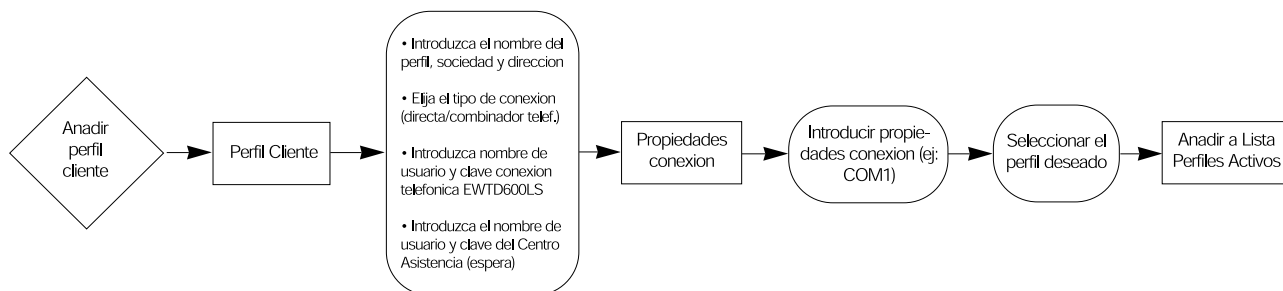 Anadir
perfil
cliente
Perfil Cliente
• Introduzca el nombre del
perfil, sociedad y direccion
• Elija el tipo de conexion
(directa/combinador telef.)
• Introduzca nombre de
usuario y clave conexion
telefonica EWTD600LS
• Introduzca el nombre de
usuario y clave del Centro
Asistencia (espera)
Propiedades
conexion
Introducir propie-
dades conexion (ej:
COM1)
Seleccionar el
perfil deseado
Anadir a Lista
Perfiles Activos